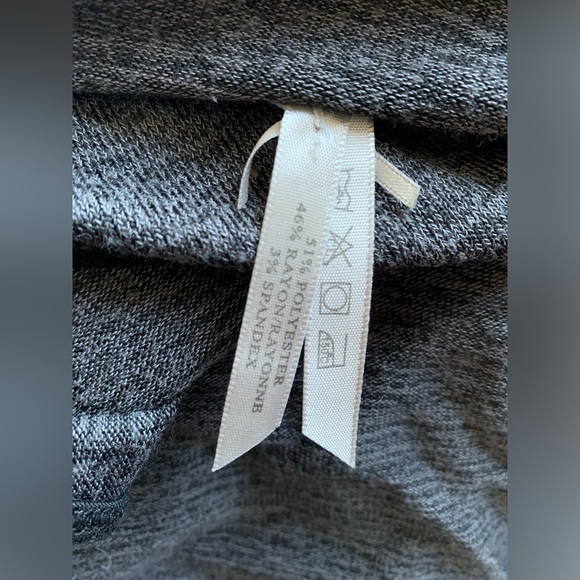 51% POLYESTER
46% RAYON/RAYONNE
3% SPANDEX